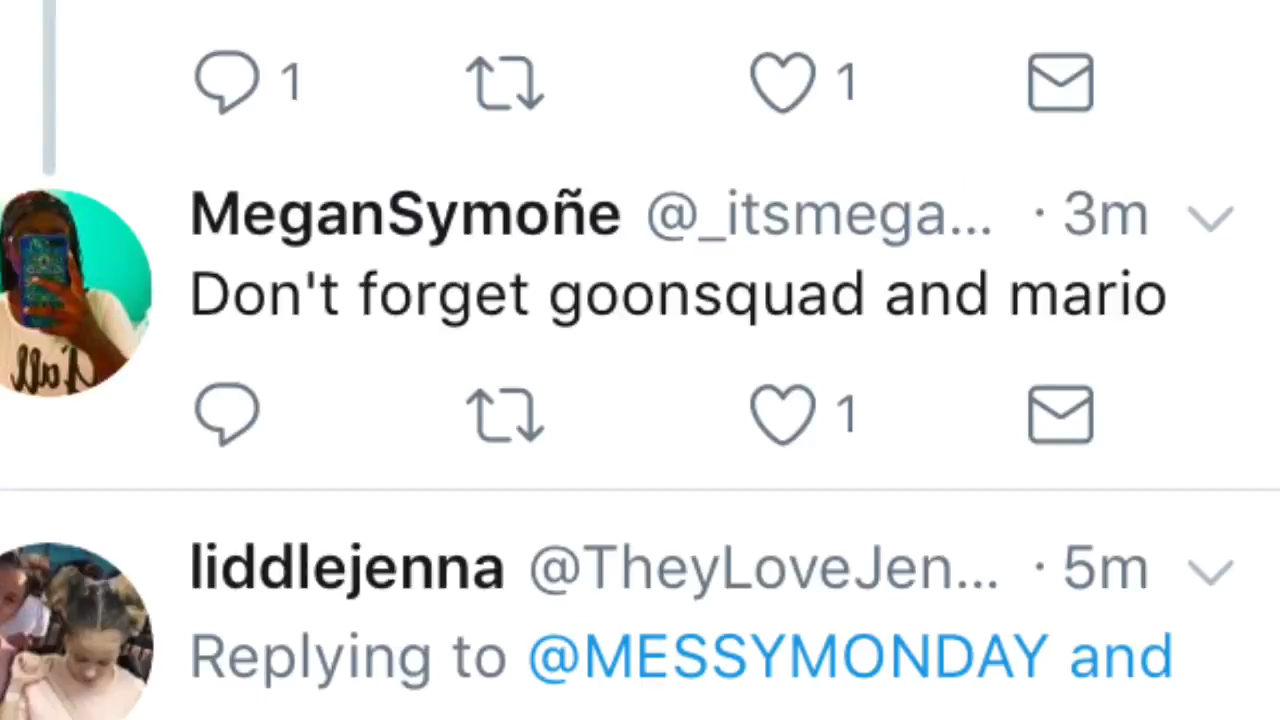 1 1
MeganSymoñe @_itsmega... · 3m
Don't forget goonsquad and mario
1
liddlejenna @TheyLoveJen... · 5m
Replying to @MESSYMONDAY and